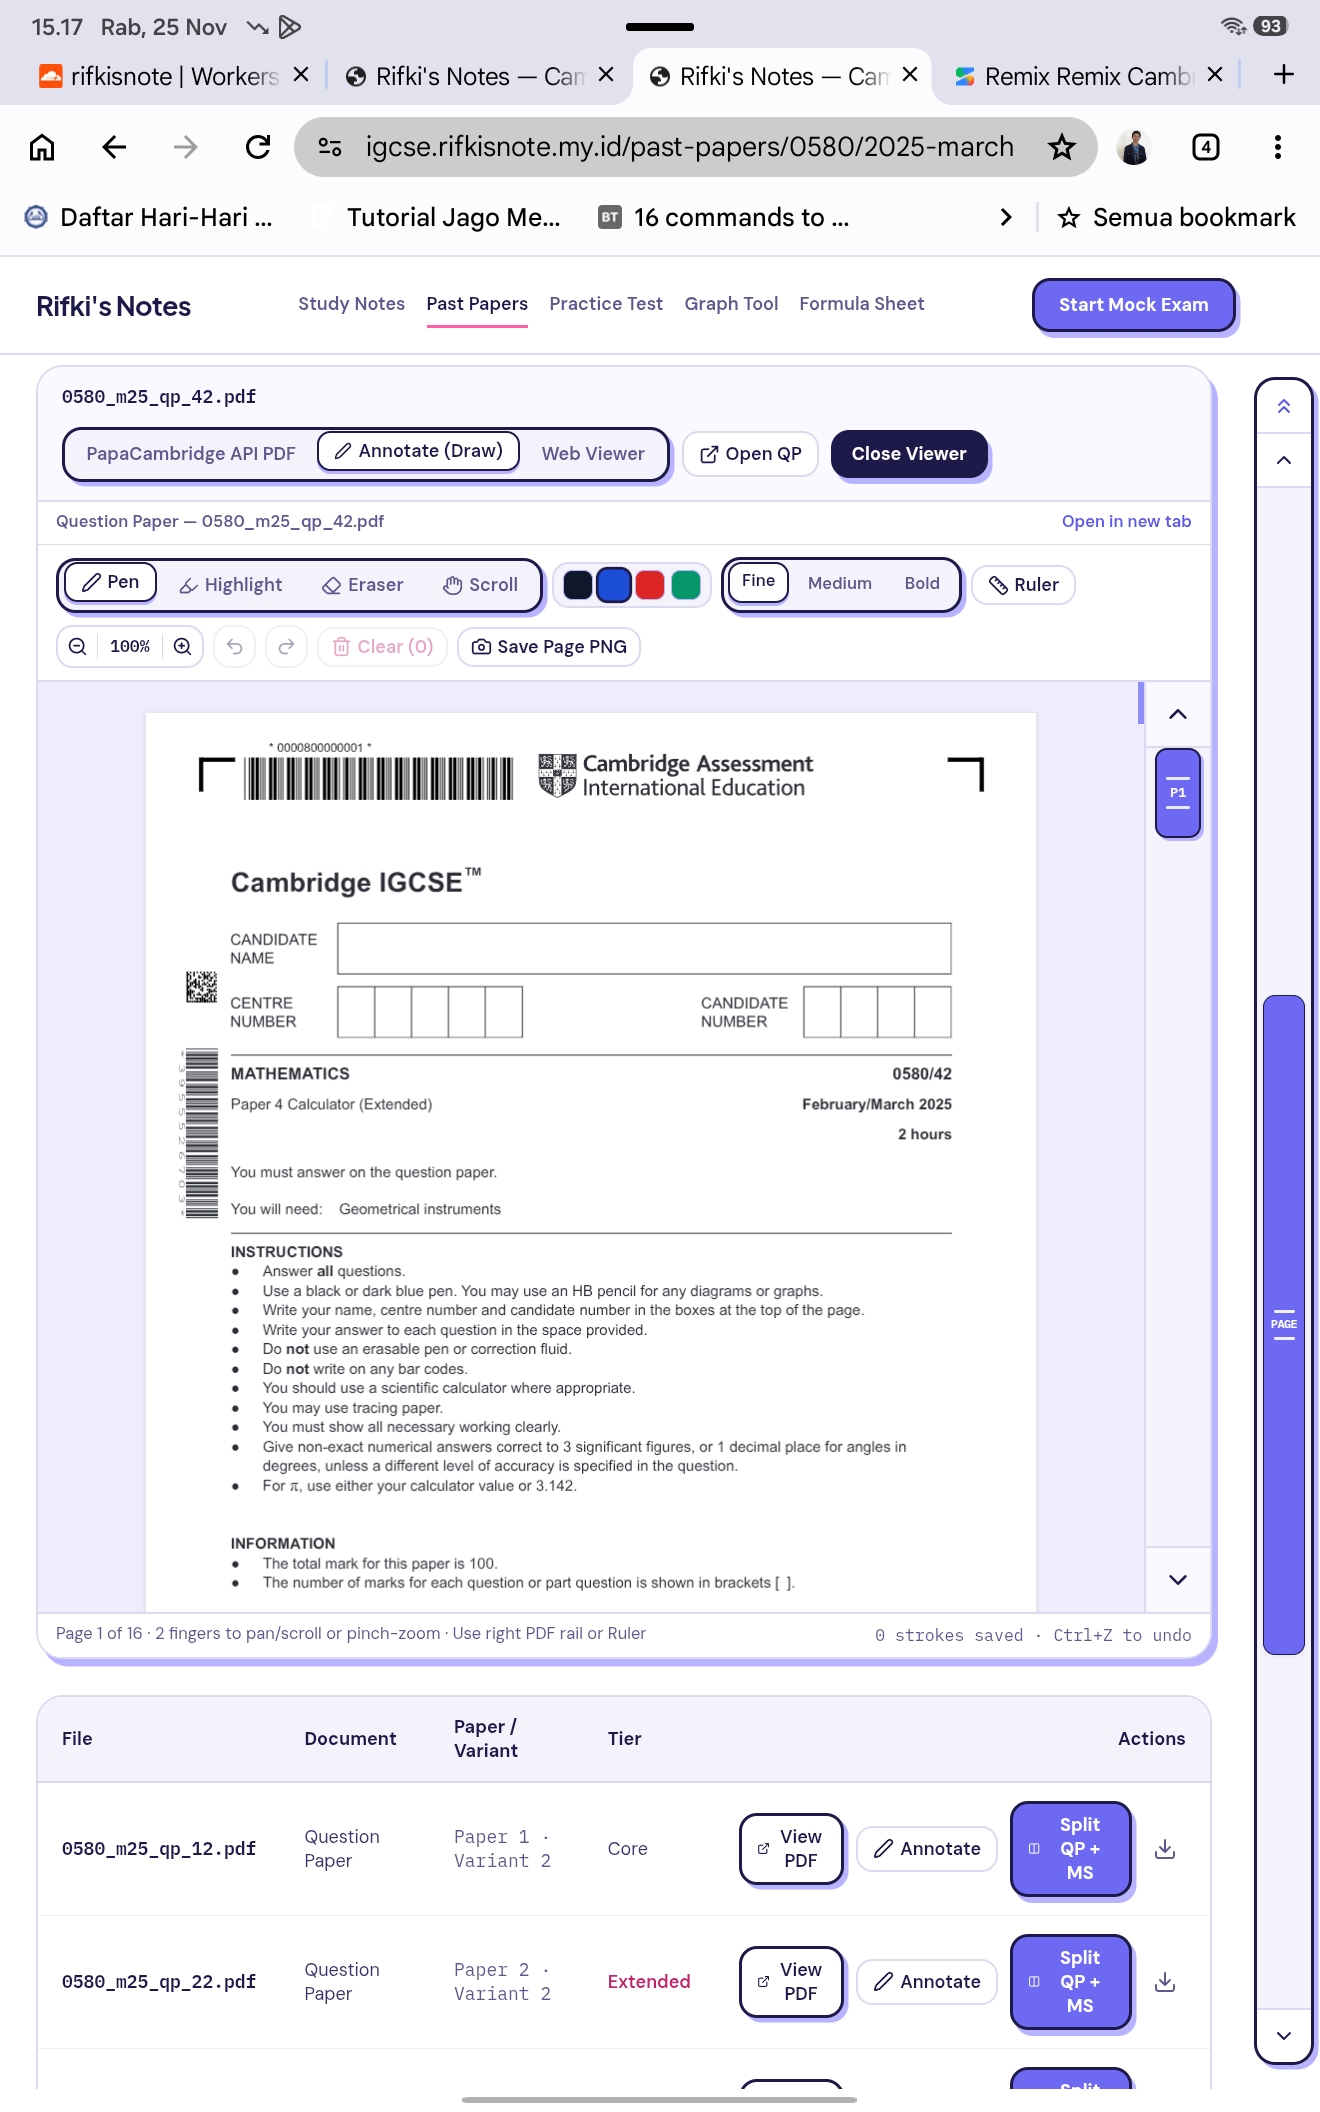 15.17 Rab, 25 Nov 93
rifkisnote | Workers Rifki's Notes — Cam Rifki's Notes — Cam Remix Remix Cambr
igcse.rifkisnote.my.id/past-papers/0580/2025-march 4
Daftar Hari-Hari ... Tutorial Jago Me... BT 16 commands to ... Semua bookmark
Rifki's Notes Study Notes Past Papers Practice Test Graph Tool Formula Sheet Start Mock Exam
0580_m25_qp_42.pdf
PapaCambridge API PDF Annotate (Draw) Web Viewer Open QP Close Viewer
Question Paper — 0580_m25_qp_42.pdf Open in new tab
Pen Highlight Eraser Scroll Fine Medium Bold Ruler
100% Clear (0) Save Page PNG
* 0000800000001 *
Cambridge Assessment
International Education
P1
Cambridge IGCSE™
CANDIDATE
NAME
CENTRE
NUMBER
CANDIDATE
NUMBER
MATHEMATICS 0580/42
Paper 4 Calculator (Extended) February/March 2025
2 hours
You must answer on the question paper.
You will need: Geometrical instruments
INSTRUCTIONS
● Answer all questions.
● Use a black or dark blue pen. You may use an HB pencil for any diagrams or graphs.
● Write your name, centre number and candidate number in the boxes at the top of the page.
● Write your answer to each question in the space provided.
● Do not use an erasable pen or correction fluid.
● Do not write on any bar codes.
● You should use a scientific calculator where appropriate.
● You may use tracing paper.
● You must show all necessary working clearly.
● Give non-exact numerical answers correct to 3 significant figures, or 1 decimal place for angles in
degrees, unless a different level of accuracy is specified in the question.
● For π, use either your calculator value or 3.142.
INFORMATION
● The total mark for this paper is 100.
● The number of marks for each question or part question is shown in brackets [ ].
PAGE
Page 1 of 16 · 2 fingers to pan/scroll or pinch-zoom · Use right PDF rail or Ruler 0 strokes saved · Ctrl+Z to undo
File Document Paper / Variant Tier Actions
0580_m25_qp_12.pdf Question Paper Paper 1 · Variant 2 Core View PDF Annotate Split QP + MS
0580_m25_qp_22.pdf Question Paper Paper 2 · Variant 2 Extended View PDF Annotate Split QP + MS
Split